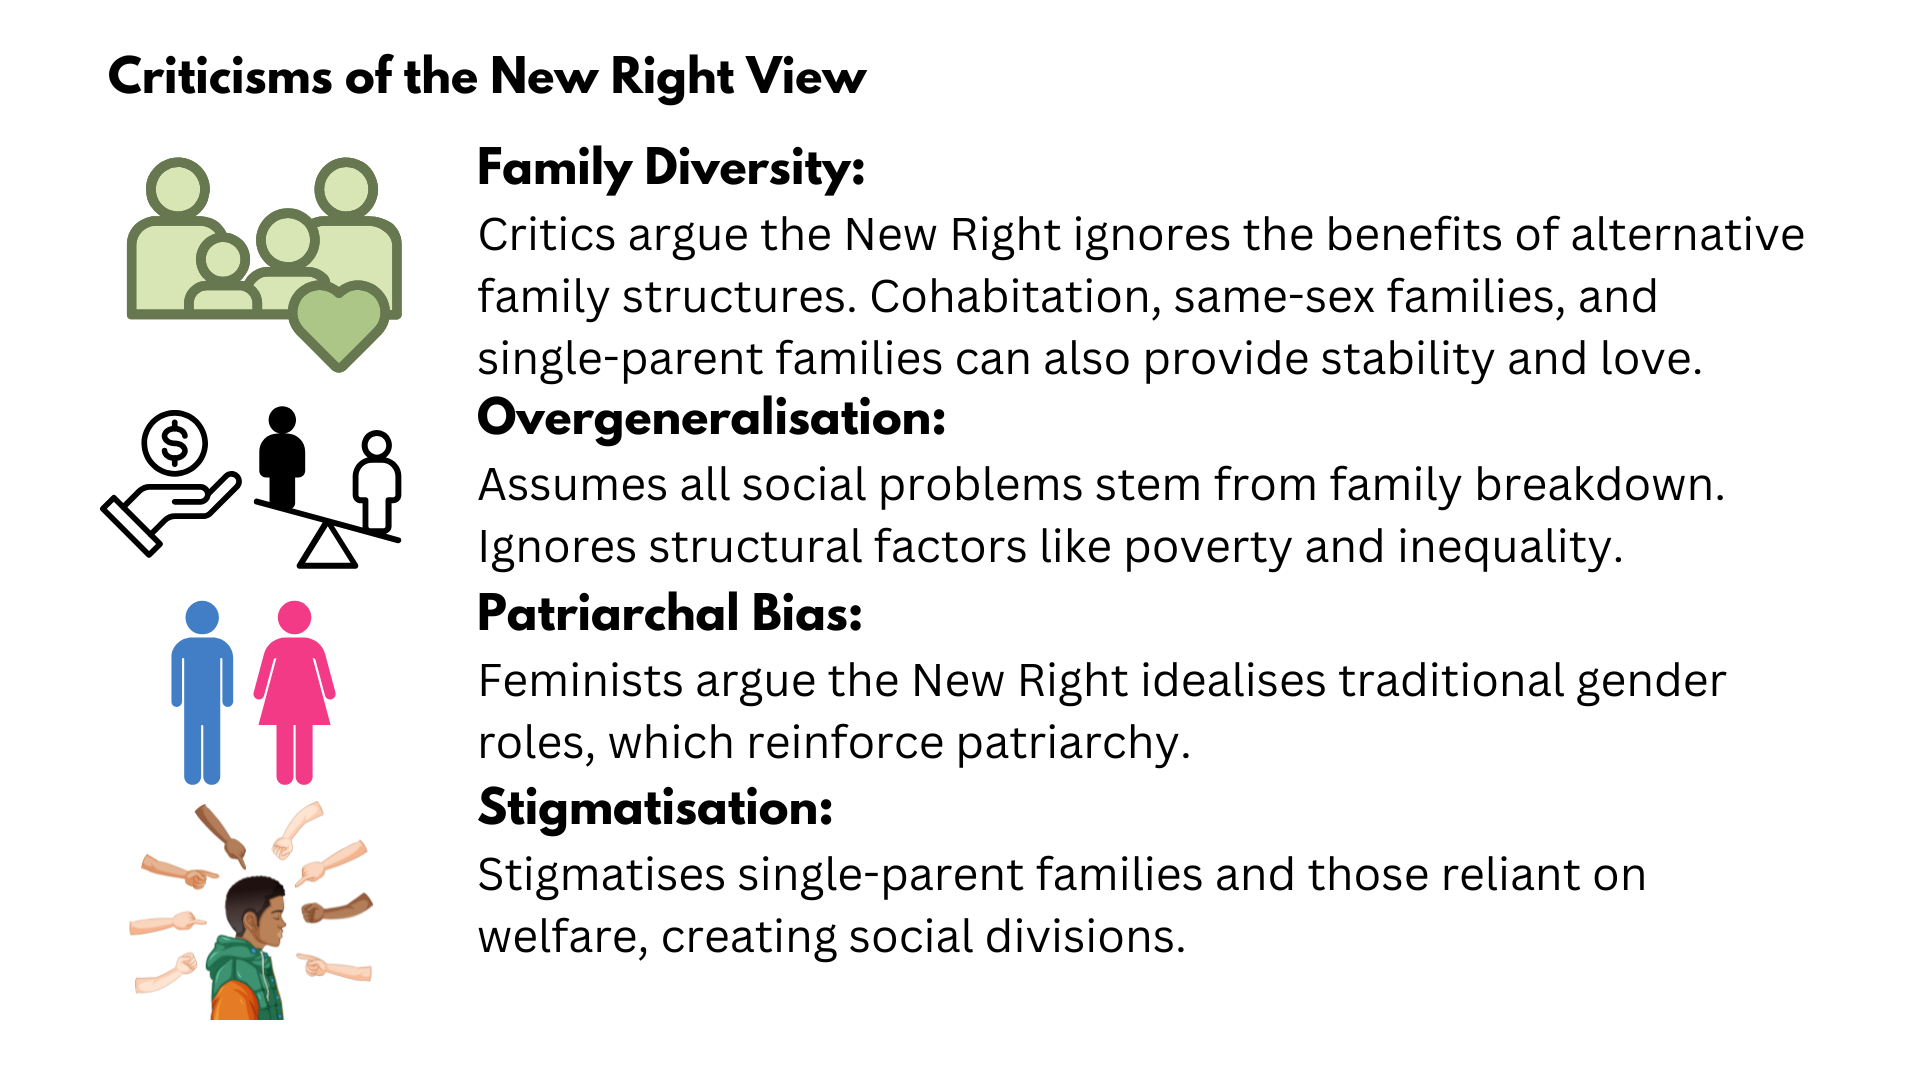 Criticisms of the New Right View
Family Diversity:
Critics argue the New Right ignores the benefits of alternative
family structures. Cohabitation, same-sex families, and
single-parent families can also provide stability and love.
Overgeneralisation:
Assumes all social problems stem from family breakdown.
Ignores structural factors like poverty and inequality.
Patriarchal Bias:
Feminists argue the New Right idealises traditional gender
roles, which reinforce patriarchy.
Stigmatisation:
Stigmatises single-parent families and those reliant on
welfare, creating social divisions.
$